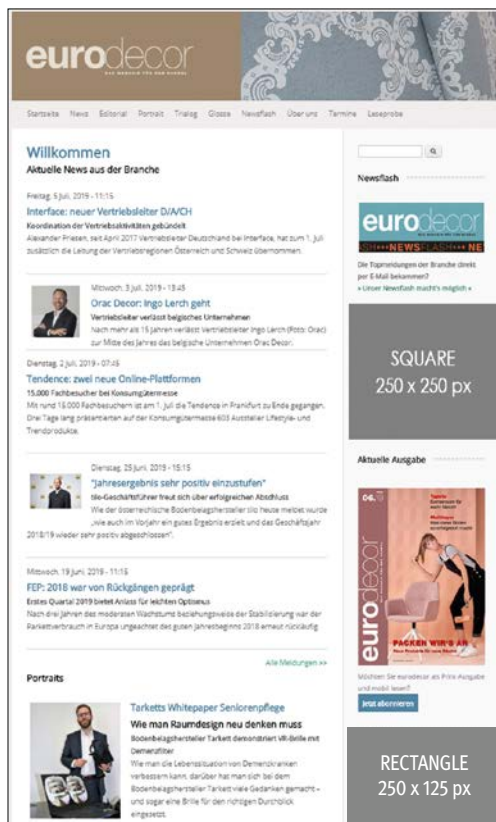 eurodecor
DAS MAGAZIN FÜR DEN HANDEL
Startseite News Editorial Portrait Trialog Glosse Newsflash Über uns Termine Leseprobe
Willkommen
Aktuelle News aus der Branche
Freitag, 5 Juli, 2019 - 11:15
Interface: neuer Vertriebsleiter D/A/CH
Koordination der Vertriebsaktivitäten gebündelt
Alexander Friesen, seit April 2017 Vertriebsleiter Deutschland bei Interface, hat zum 1. Juli
zusätzlich die Leitung der Vertriebsregionen Österreich und Schweiz übernommen.
Mittwoch, 3 Juli, 2019 - 13:45
Orac Decor: Ingo Lerch geht
Vertriebsleiter verlässt belgisches Unternehmen
Nach mehr als 15 Jahren verlässt Vertriebsleiter Ingo Lerch (Foto: Orac)
zur Mitte des Jahres das belgische Unternehmen Orac Decor.
Dienstag, 2 Juli, 2019 - 07:45
Tendence: zwei neue Online-Plattformen
15.000 Fachbesucher bei Konsumgütermesse
Mit rund 15.000 Fachbesuchern ist am 1. Juli die Tendence in Frankfurt zu Ende gegangen.
Drei Tage lang präsentierten auf der Konsumgütermesse 603 Aussteller Lifestyle- und
Trendprodukte.
Dienstag, 25 Juni, 2019 - 15:15
"Jahresergebnis sehr positiv einzustufen"
tilo-Geschäftsführer freut sich über erfolgreichen Abschluss
Wie der österreichische Bodenbelagshersteller tilo heute meldet wurde
„wie auch im Vorjahr ein gutes Ergebnis erzielt und das Geschäftsjahr
2018/19 wieder sehr positiv abgeschlossen".
Mittwoch, 19 Juni, 2019 - 11:15
FEP: 2018 war von Rückgängen geprägt
Erstes Quartal 2019 bietet Anlass für leichten Optimismus
Nach drei Jahren des moderaten Wachstums beziehungsweise der Stabilisierung war der
Parkettverbrauch in Europa ungeachtet des guten Jahresbeginns 2018 erneut rückläufig.
Alle Meldungen >>
Portraits
Tarketts Whitepaper Seniorenpflege
Wie man Raumdesign neu denken muss
Bodenbelagshersteller Tarkett demonstriert VR-Brille mit
Demenzfilter
Wie man die Lebenssituation von Demenzkranken
verbessern kann, darüber hat man sich bei dem
Bodenbelagshersteller Tarkett viele Gedanken gemacht –
und sogar eine Brille für den richtigen Durchblick
eingesetzt.
Newsflash
eurodecor
ASH+++NEWSFLASH+++NE
Die Topmeldungen der Branche direkt
per E-Mail bekommen?
» Unser Newsflash macht's möglich «
SQUARE
250 x 250 px
Aktuelle Ausgabe
06.
eurodecor
PACKEN WIR'S AN
Möchten Sie eurodecor als Print-Ausgabe
und mobil lesen?
Jetzt abonnieren
RECTANGLE
250 x 125 px